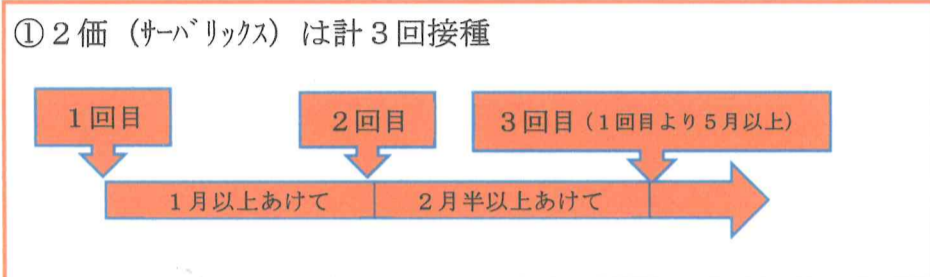 ①２価（ｻｰﾊﾞﾘｯｸｽ）は計３回接種
１回目
２回目
３回目（１回目より５月以上）
１月以上あけて
２月半以上あけて